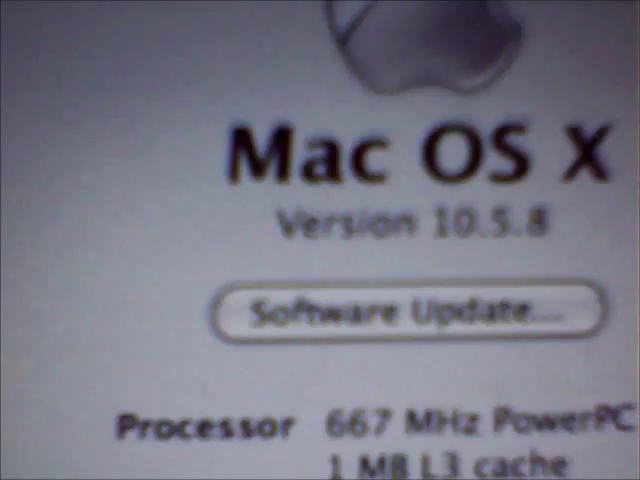 Mac OS X
Version 10.5.8
Software Update...
Processor 667 MHz PowerPC
1 MB L3 cache